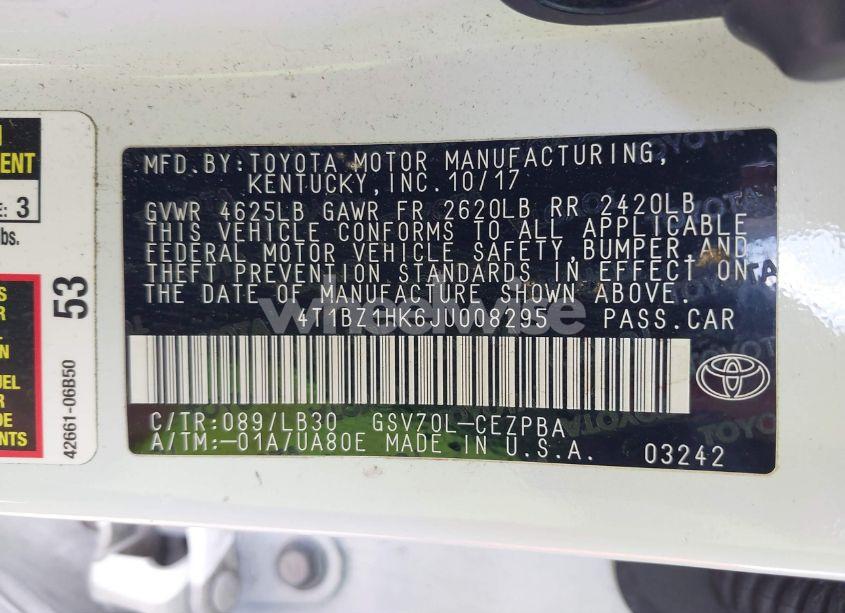 MFD.BY:TOYOTA MOTOR MANUFACTURING,
KENTUCKY,INC.10/17
GVWR 4625LB GAWR FR 2620LB RR 2420LB
THIS VEHICLE CONFORMS TO ALL APPLICABLE
FEDERAL MOTOR VEHICLE SAFETY,BUMPER,AND
THEFT PREVENTION STANDARDS IN EFFECT ON
THE DATE OF MANUFACTURE SHOWN ABOVE.
4T1BZ1HK6JU008295 PASS.CAR
C/TR:089/LB30 GSV70L-CEZPBA
A/TM:-01A/UA80E MADE IN U.S.A. 03242
53
42661-06B50
3
lbs.
TOYOTA